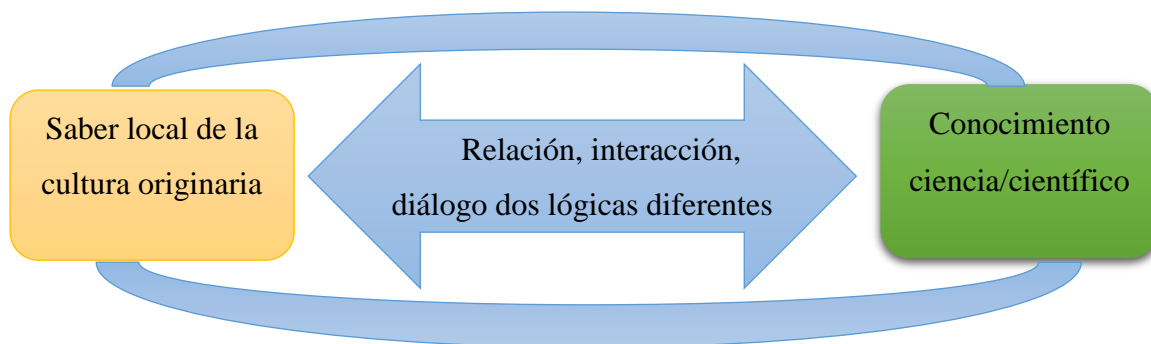 Saber local de la
cultura originaria
Relación, interacción,
diálogo dos lógicas diferentes
Conocimiento
ciencia/científico